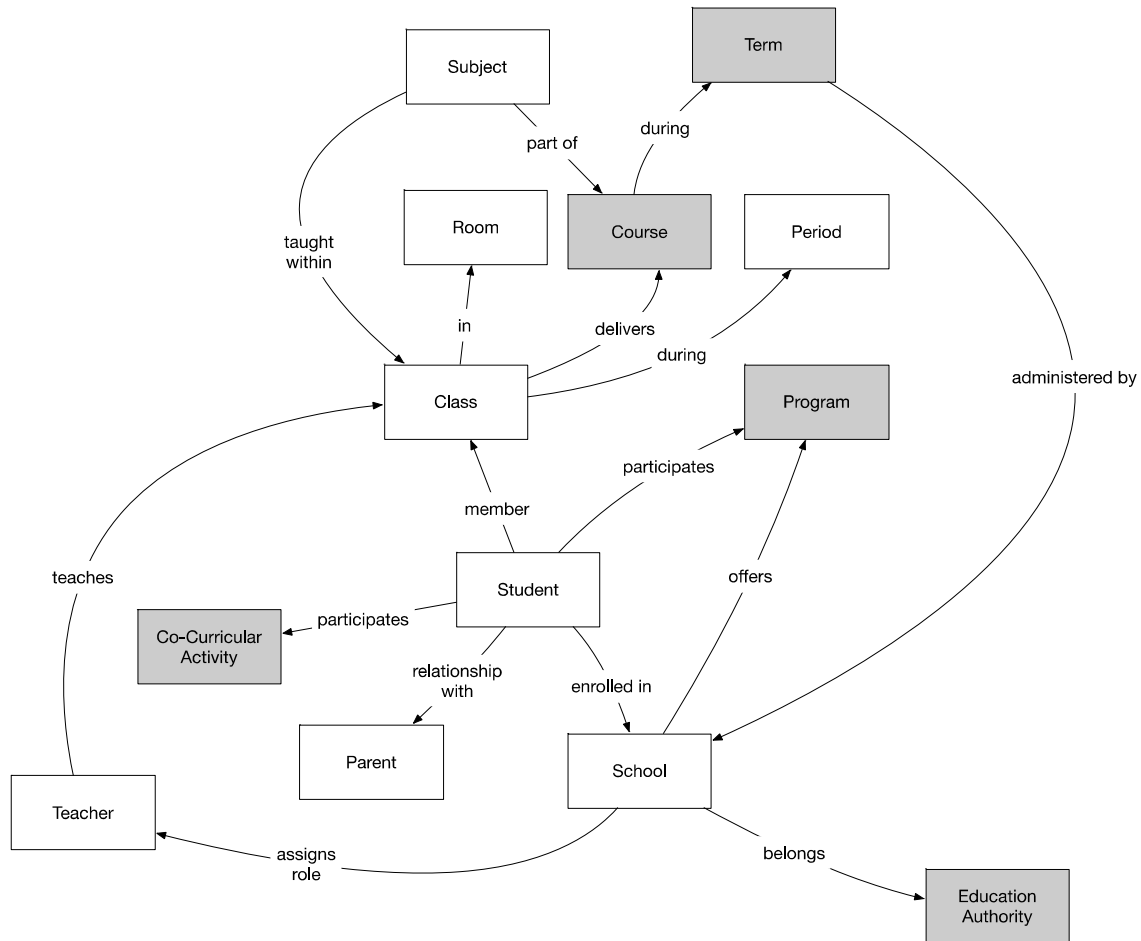 Term
Subject
during
part of
Room
Course
Period
taught
within
in
delivers
during
administered by
Class
Program
participates
member
teaches
offers
Student
participates
Co-Curricular
Activity
relationship
with
enrolled in
Parent
School
Teacher
assigns
role
belongs
Education
Authority